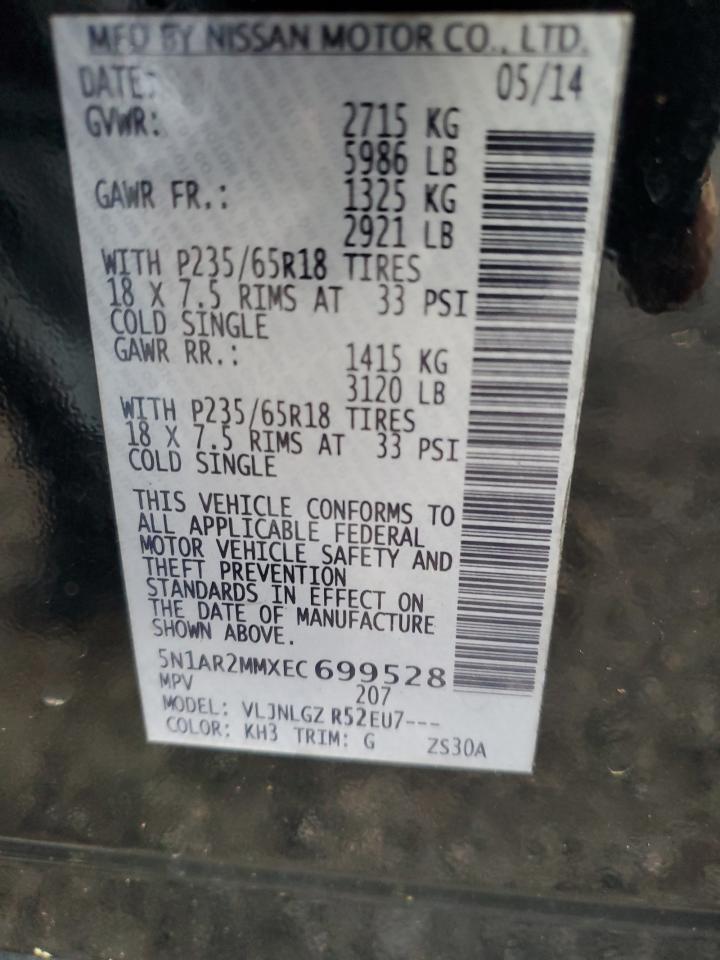 MFD BY NISSAN MOTOR CO., LTD.
DATE: 05/14
GVWR: 2715 KG
5986 LB
GAWR FR.: 1325 KG
2921 LB
WITH P235/65R18 TIRES
18 X 7.5 RIMS AT 33 PSI
COLD SINGLE
GAWR RR.: 1415 KG
3120 LB
WITH P235/65R18 TIRES
18 X 7.5 RIMS AT 33 PSI
COLD SINGLE
THIS VEHICLE CONFORMS TO
ALL APPLICABLE FEDERAL
MOTOR VEHICLE SAFETY AND
THEFT PREVENTION
STANDARDS IN EFFECT ON
THE DATE OF MANUFACTURE
SHOWN ABOVE.
5N1AR2MMXEC699528
MPV 207
MODEL: VLJNLGZ R52EU7---
COLOR: KH3 TRIM: G ZS30A